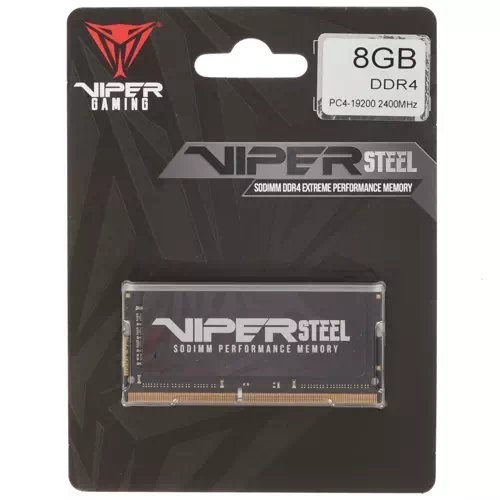 VIPER
GAMING
8GB
DDR4
PC4-19200 2400MHz
VIPER STEEL
SODIMM DDR4 EXTREME PERFORMANCE MEMORY
VIPER STEEL
SODIMM PERFORMANCE MEMORY